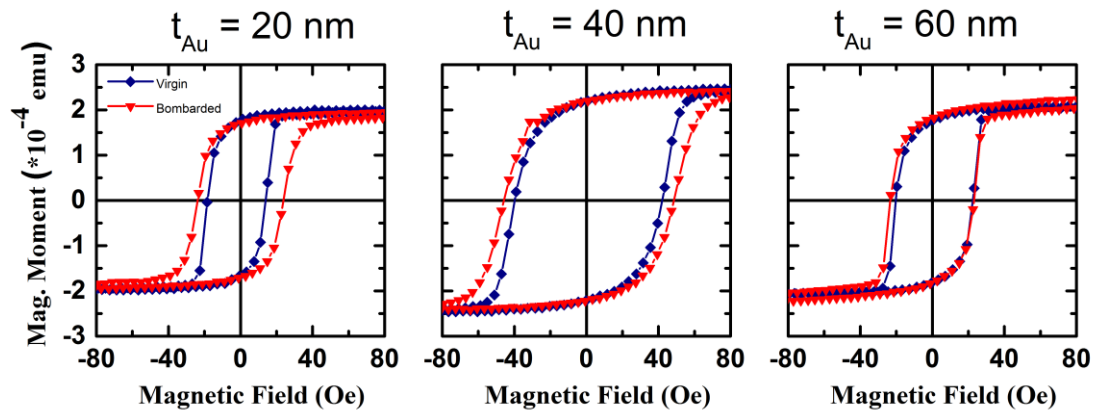 t_Au = 20 nm
t_Au = 40 nm
t_Au = 60 nm
Mag. Moment (*10^-4 emu)
3
2
1
0
-1
-2
-3
Virgin
Bombarded
-80 -40 0 40 80
-80 -40 0 40 80
-80 -40 0 40 80
Magnetic Field (Oe)
Magnetic Field (Oe)
Magnetic Field (Oe)